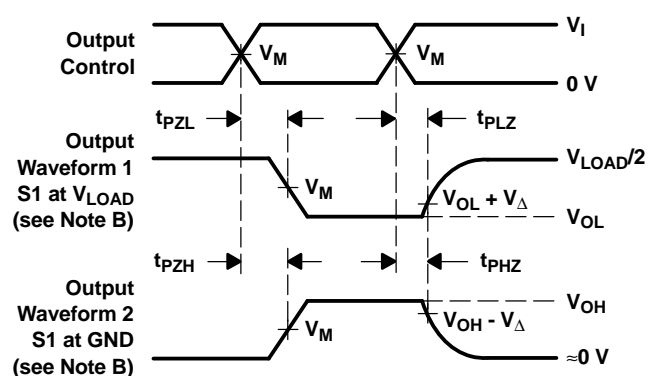 Output
Control
V_I
V_M
V_M
0 V
t_PZL
t_PLZ
Output
Waveform 1
S1 at V_LOAD
(see Note B)
V_LOAD/2
V_M
V_OL + V_Δ
V_OL
t_PZH
t_PHZ
Output
Waveform 2
S1 at GND
(see Note B)
V_OH
V_M
V_OH - V_Δ
≈0 V